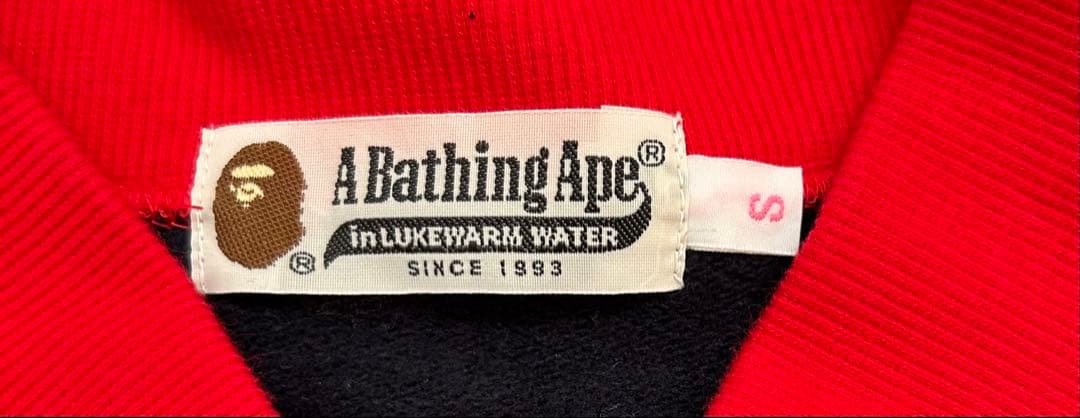 A Bathing Ape®
in LUKEWARM WATER
SINCE 1993
®
S